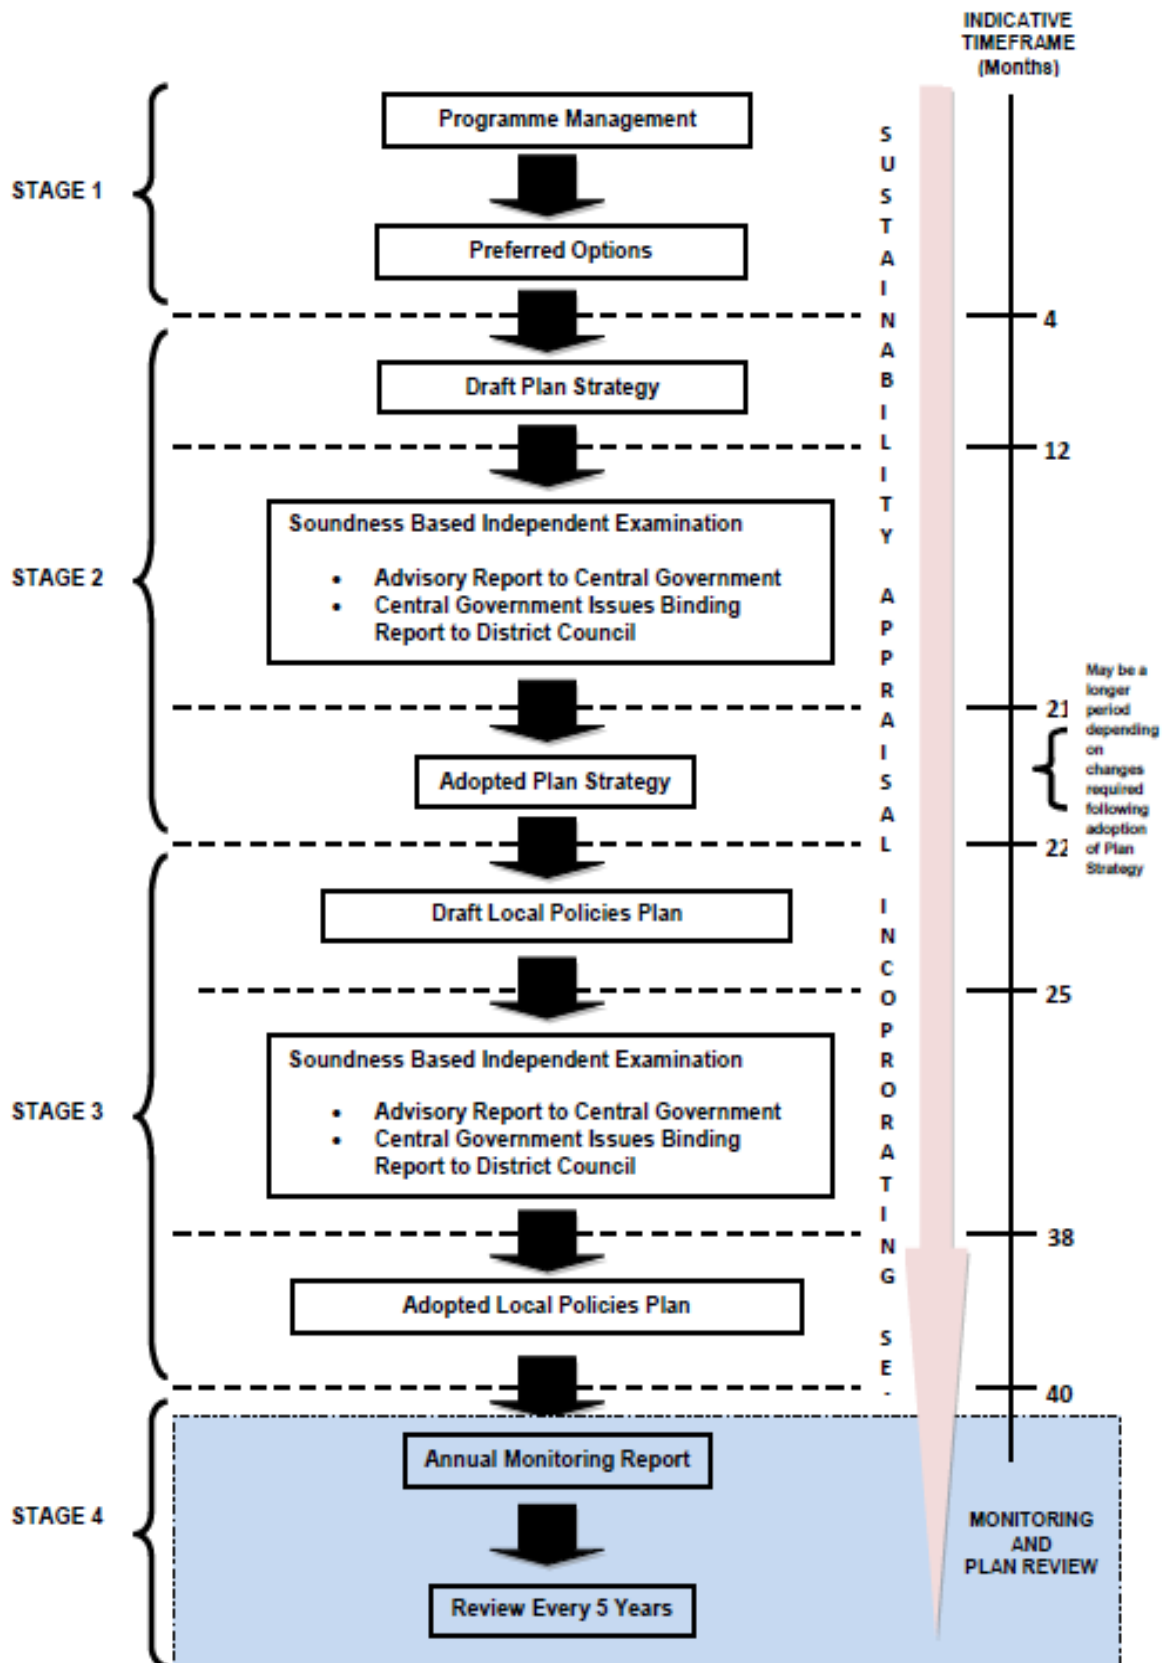 INDICATIVE
TIMEFRAME
(Months)
STAGE 1
Programme Management
Preferred Options
4
STAGE 2
Draft Plan Strategy
12
Soundness Based Independent Examination
• Advisory Report to Central Government
• Central Government Issues Binding
Report to District Council
21
May be a
longer
period
depending
on
changes
required
following
adoption
of Plan
Strategy
Adopted Plan Strategy
22
STAGE 3
Draft Local Policies Plan
25
Soundness Based Independent Examination
• Advisory Report to Central Government
• Central Government Issues Binding
Report to District Council
38
Adopted Local Policies Plan
40
STAGE 4
Annual Monitoring Report
Review Every 5 Years
MONITORING
AND
PLAN REVIEW
SUSTAINABILITY APPRAISAL INCOPRORATING SE-